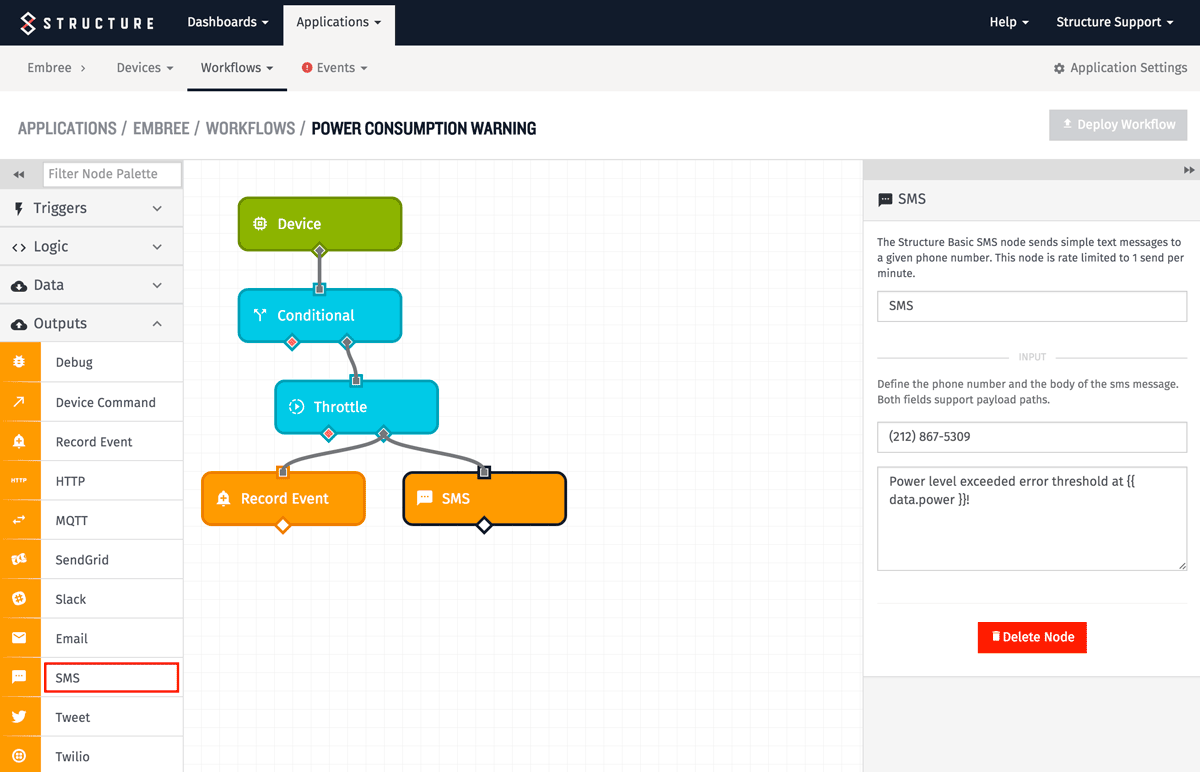 STRUCTURE Dashboards Applications Help Structure Support
Embree Devices Workflows Events Application Settings
APPLICATIONS / EMBREE / WORKFLOWS / POWER CONSUMPTION WARNING
Deploy Workflow
Filter Node Palette
Triggers
Logic
Data
Outputs
Debug
Device Command
Record Event
HTTP HTTP
MQTT
SendGrid
Slack
Email
SMS
Tweet
Twilio
Device
Conditional
Throttle
Record Event
SMS
SMS
The Structure Basic SMS node sends simple text messages to
a given phone number. This node is rate limited to 1 send per
minute.
SMS
INPUT
Define the phone number and the body of the sms message.
Both fields support payload paths.
(212) 867-5309
Power level exceeded error threshold at {{
data.power }}!
Delete Node